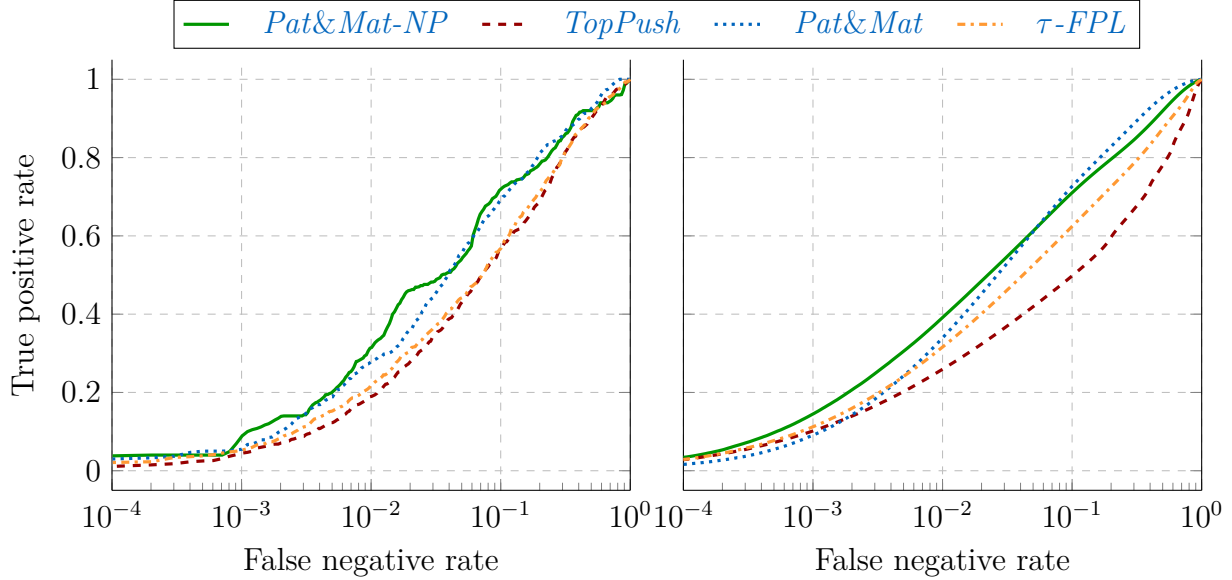 Pat&Mat-NP TopPush Pat&Mat τ-FPL
True positive rate
1
0.8
0.6
0.4
0.2
0
10^-4 10^-3 10^-2 10^-1 10^0
False negative rate
10^-4 10^-3 10^-2 10^-1 10^0
False negative rate